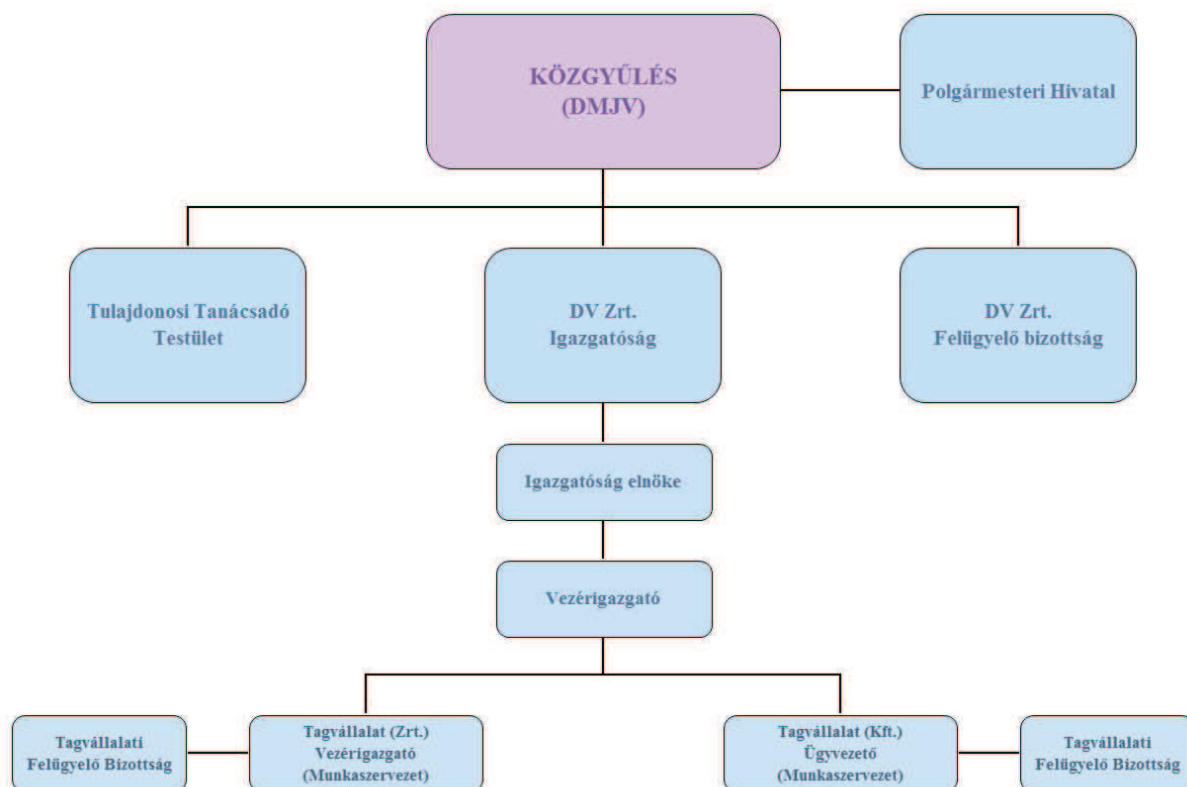 KÖZGYŰLÉS
(DMJV)
Polgármesteri Hivatal
Tulajdonosi Tanácsadó
Testület
DV Zrt.
Igazgatóság
DV Zrt.
Felügyelő bizottság
Igazgatóság elnöke
Vezérigazgató
Tagvállalati
Felügyelő Bizottság
Tagvállalat (Zrt.)
Vezérigazgató
(Munkaszervezet)
Tagvállalat (Kft.)
Ügyvezető
(Munkaszervezet)
Tagvállalati
Felügyelő Bizottság